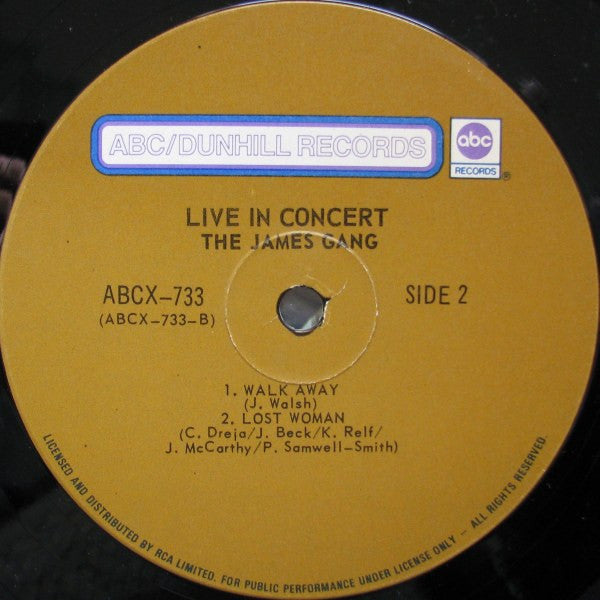 ABC/DUNHILL RECORDS
abc
RECORDS ®
LIVE IN CONCERT
THE JAMES GANG
ABCX-733
(ABCX-733-B)
SIDE 2
1. WALK AWAY
(J. Walsh)
2. LOST WOMAN
(C. Dreja/J. Beck/K. Relf/
J. McCarthy/P. Samwell-Smith)
LICENSED AND DISTRIBUTED BY RCA LIMITED. FOR PUBLIC PERFORMANCE UNDER LICENSE ONLY - ALL RIGHTS RESERVED.